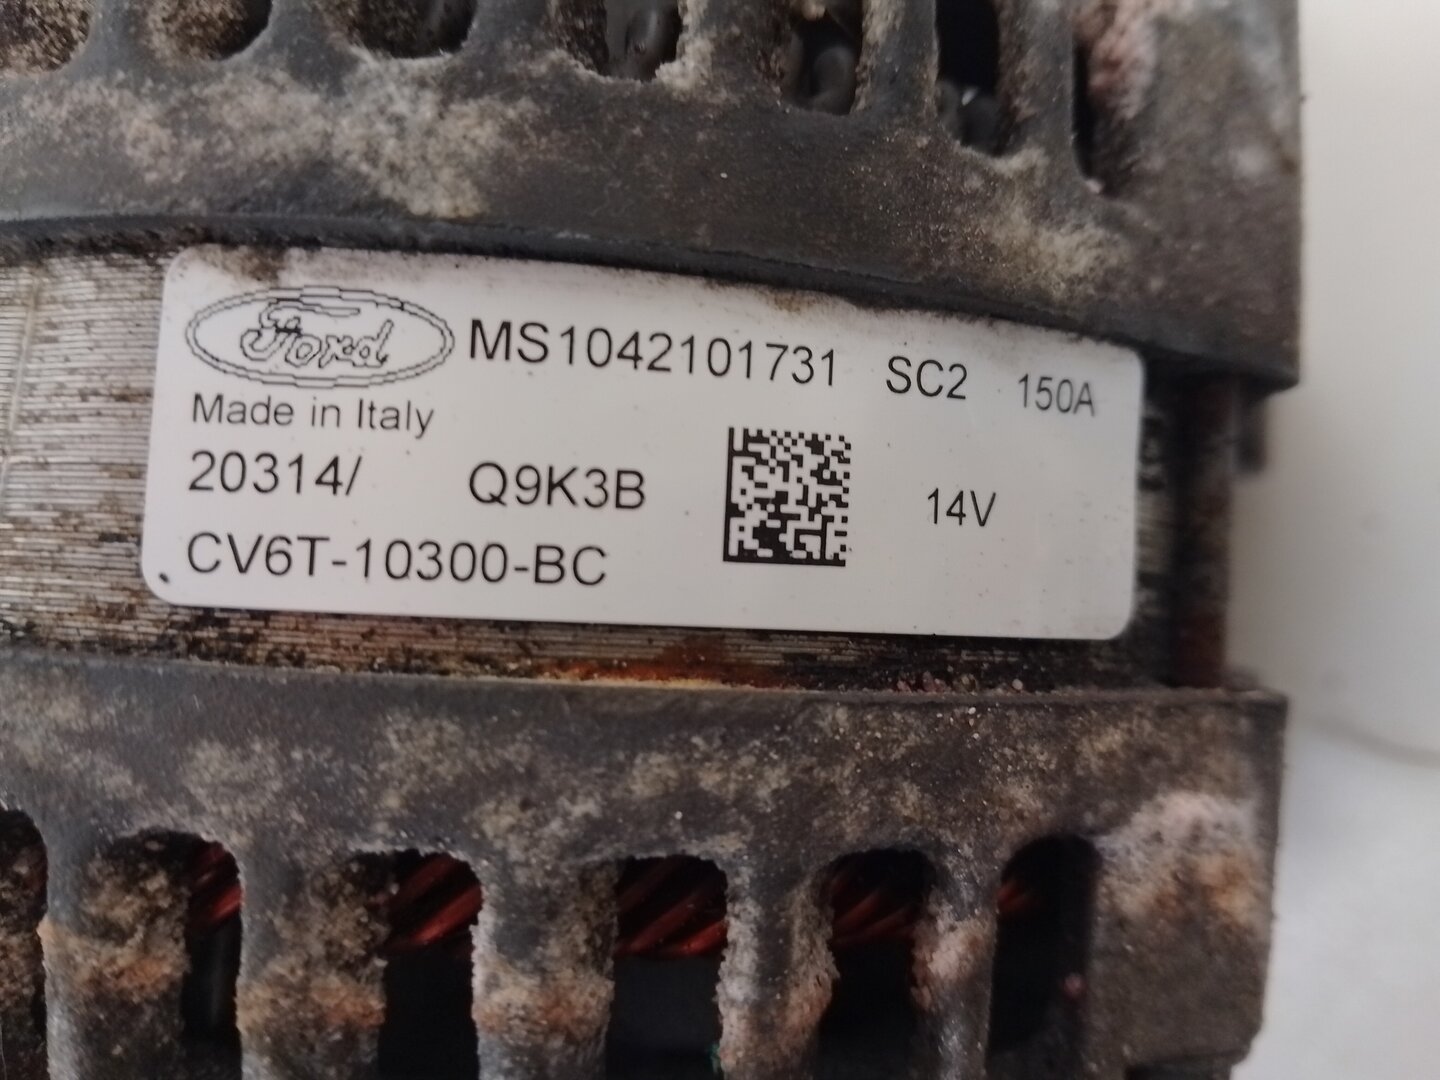 Ford MS1042101731 SC2 150A
Made in Italy
20314/ Q9K3B 14V
CV6T-10300-BC